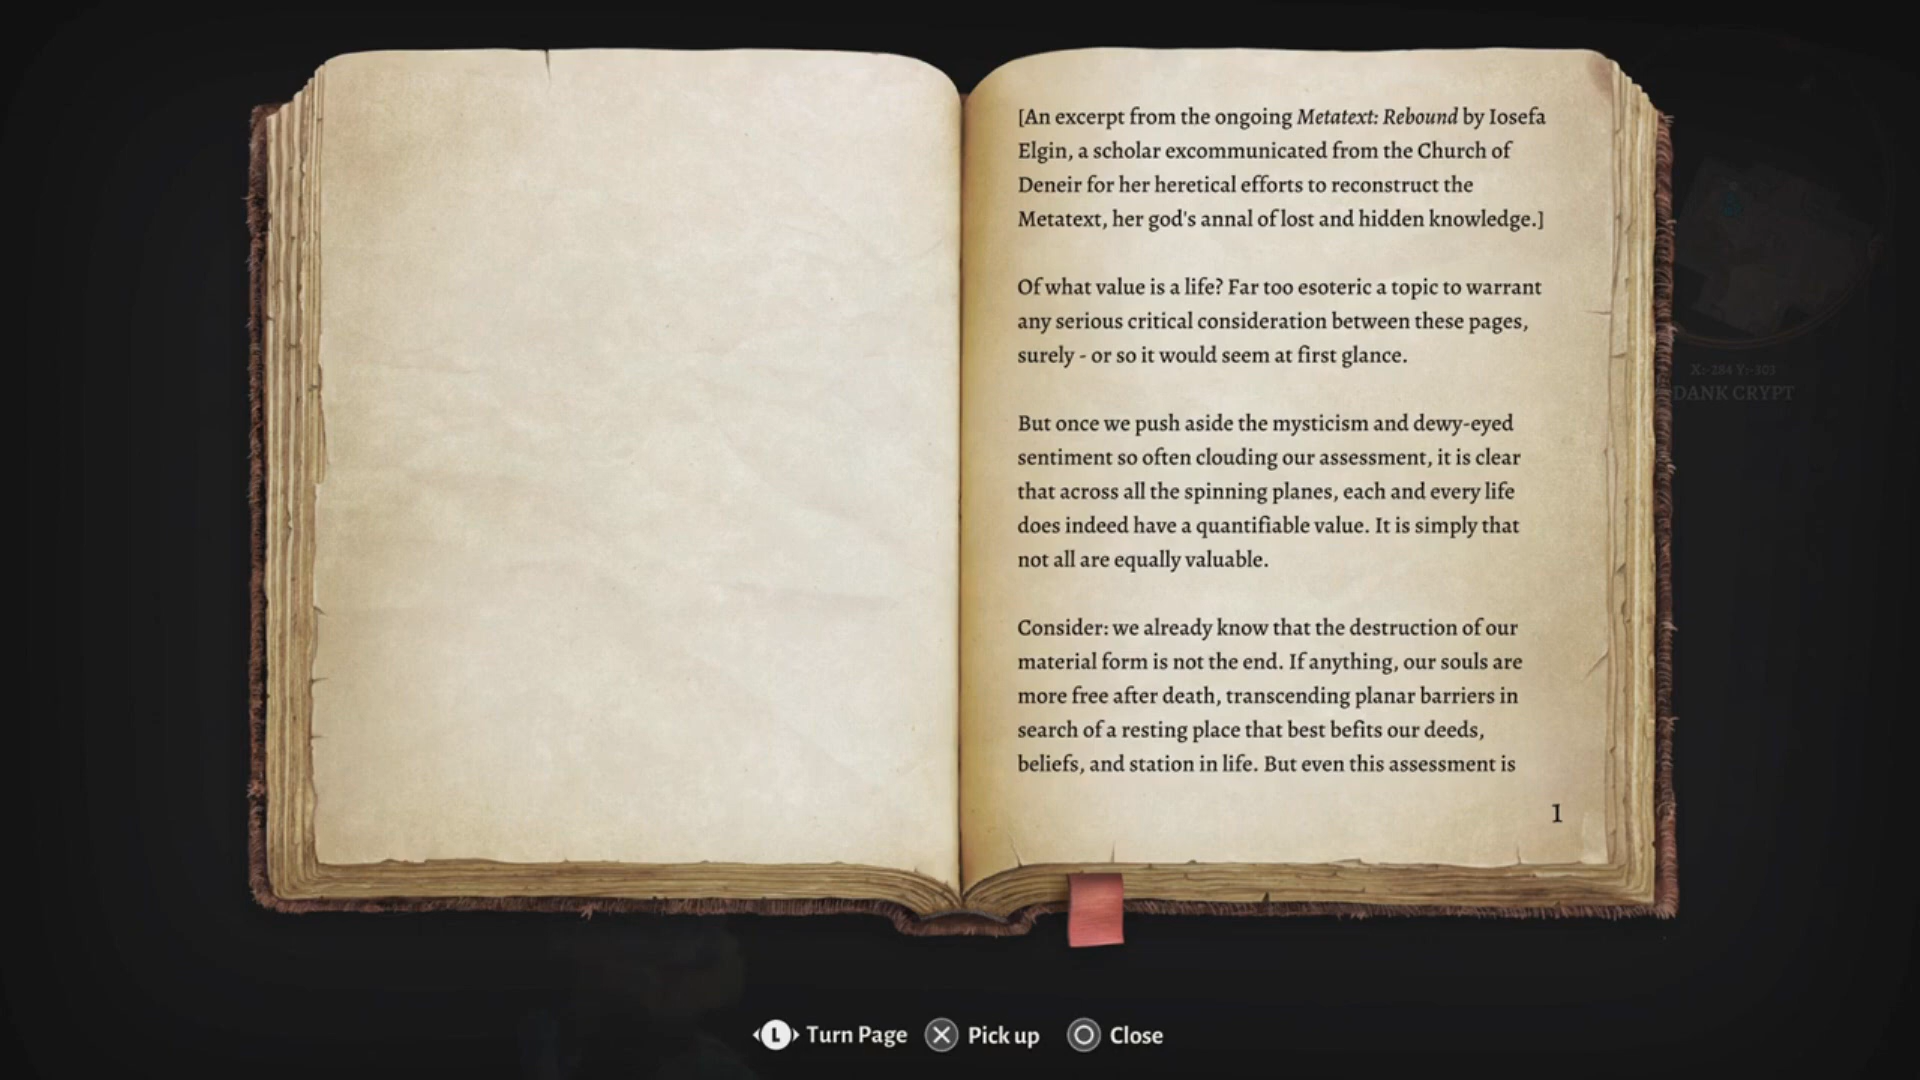 [An excerpt from the ongoing Metatext: Rebound by Iosefa
Elgin, a scholar excommunicated from the Church of
Deneir for her heretical efforts to reconstruct the
Metatext, her god's annal of lost and hidden knowledge.]
Of what value is a life? Far too esoteric a topic to warrant
any serious critical consideration between these pages,
surely - or so it would seem at first glance.
But once we push aside the mysticism and dewy-eyed
sentiment so often clouding our assessment, it is clear
that across all the spinning planes, each and every life
does indeed have a quantifiable value. It is simply that
not all are equally valuable.
Consider: we already know that the destruction of our
material form is not the end. If anything, our souls are
more free after death, transcending planar barriers in
search of a resting place that best befits our deeds,
beliefs, and station in life. But even this assessment is
1
X:-284 Y:-303
DANK CRYPT
L Turn Page Pick up Close